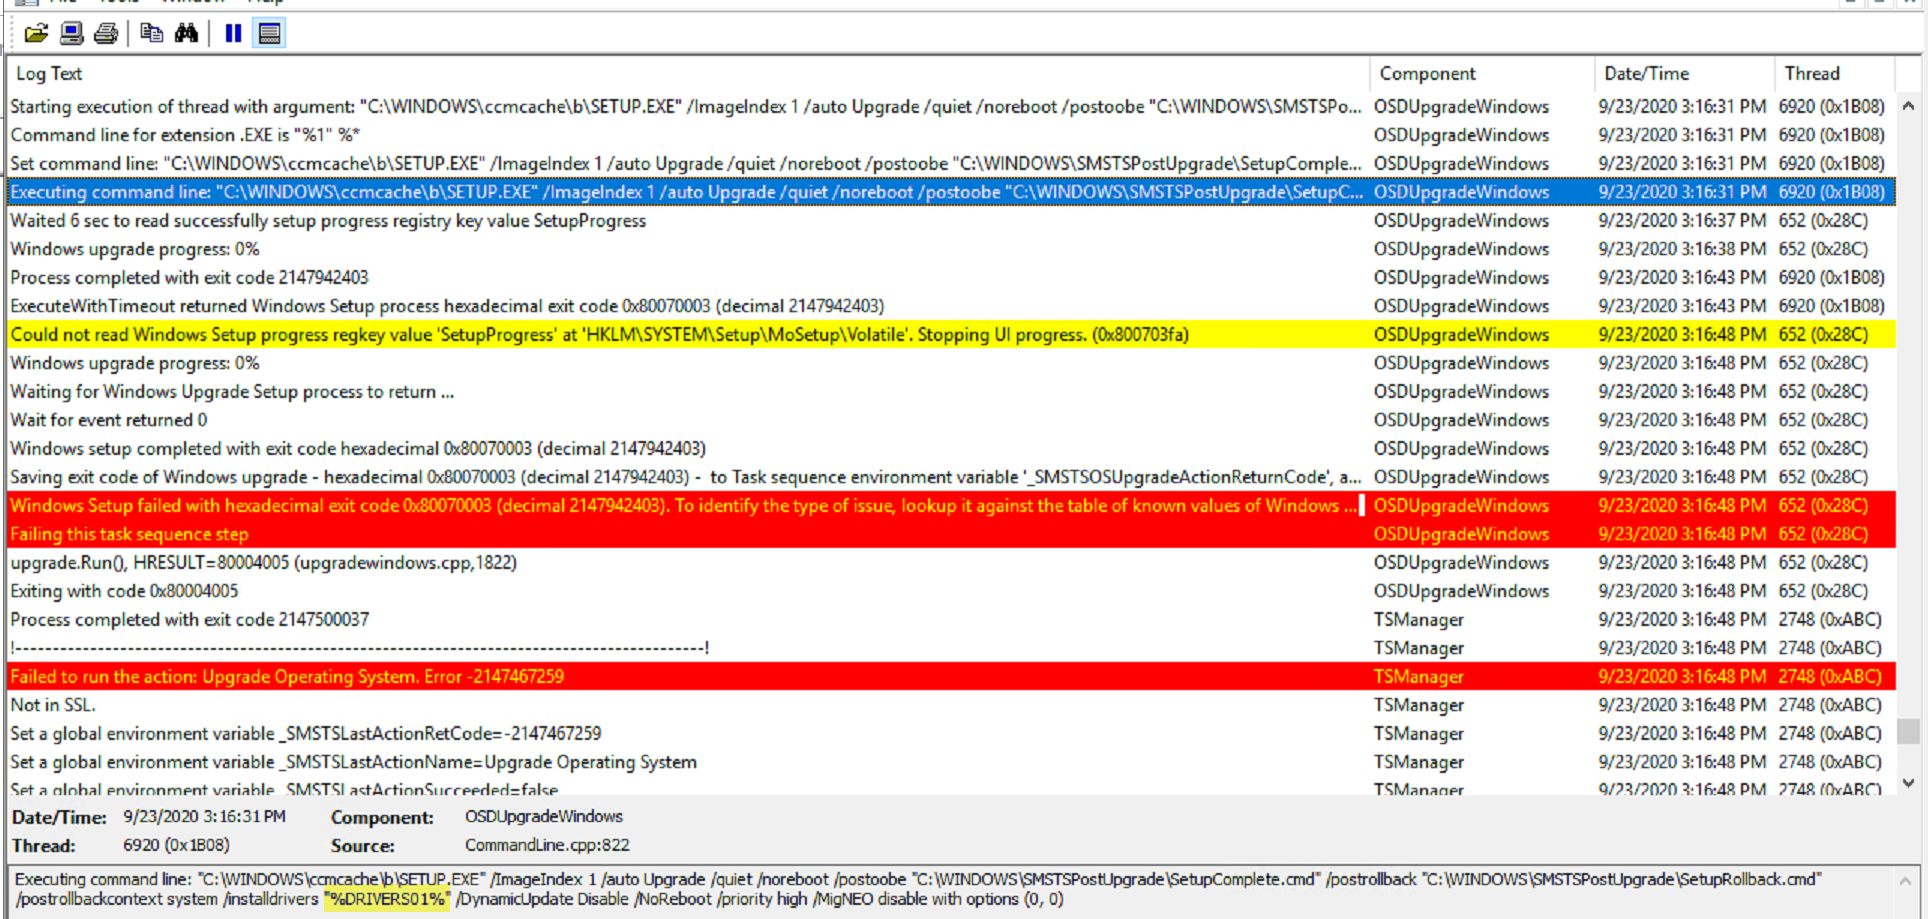 File Tools Window Help
Log Text Component Date/Time Thread
Starting execution of thread with argument: "C:\WINDOWS\ccmcache\b\SETUP.EXE" /ImageIndex 1 /auto Upgrade /quiet /noreboot /postoobe "C:\WINDOWS\SMSTSPo... OSDUpgradeWindows 9/23/2020 3:16:31 PM 6920 (0x1B08)
Command line for extension .EXE is "%1" %* OSDUpgradeWindows 9/23/2020 3:16:31 PM 6920 (0x1B08)
Set command line: "C:\WINDOWS\ccmcache\b\SETUP.EXE" /ImageIndex 1 /auto Upgrade /quiet /noreboot /postoobe "C:\WINDOWS\SMSTSPostUpgrade\SetupComple... OSDUpgradeWindows 9/23/2020 3:16:31 PM 6920 (0x1B08)
Executing command line: "C:\WINDOWS\ccmcache\b\SETUP.EXE" /ImageIndex 1 /auto Upgrade /quiet /noreboot /postoobe "C:\WINDOWS\SMSTSPostUpgrade\SetupC... OSDUpgradeWindows 9/23/2020 3:16:31 PM 6920 (0x1B08)
Waited 6 sec to read successfully setup progress registry key value SetupProgress OSDUpgradeWindows 9/23/2020 3:16:37 PM 652 (0x28C)
Windows upgrade progress: 0% OSDUpgradeWindows 9/23/2020 3:16:38 PM 652 (0x28C)
Process completed with exit code 2147942403 OSDUpgradeWindows 9/23/2020 3:16:43 PM 6920 (0x1B08)
ExecuteWithTimeout returned Windows Setup process hexadecimal exit code 0x80070003 (decimal 2147942403) OSDUpgradeWindows 9/23/2020 3:16:43 PM 6920 (0x1B08)
Could not read Windows Setup progress regkey value 'SetupProgress' at 'HKLM\SYSTEM\Setup\MoSetup\Volatile'. Stopping UI progress. (0x800703fa) OSDUpgradeWindows 9/23/2020 3:16:48 PM 652 (0x28C)
Windows upgrade progress: 0% OSDUpgradeWindows 9/23/2020 3:16:48 PM 652 (0x28C)
Waiting for Windows Upgrade Setup process to return ... OSDUpgradeWindows 9/23/2020 3:16:48 PM 652 (0x28C)
Wait for event returned 0 OSDUpgradeWindows 9/23/2020 3:16:48 PM 652 (0x28C)
Windows setup completed with exit code hexadecimal 0x80070003 (decimal 2147942403) OSDUpgradeWindows 9/23/2020 3:16:48 PM 652 (0x28C)
Saving exit code of Windows upgrade - hexadecimal 0x80070003 (decimal 2147942403) - to Task sequence environment variable '_SMSTSOSUpgradeActionReturnCode', a... OSDUpgradeWindows 9/23/2020 3:16:48 PM 652 (0x28C)
Windows Setup failed with hexadecimal exit code 0x80070003 (decimal 2147942403). To identify the type of issue, lookup it against the table of known values of Windows ... OSDUpgradeWindows 9/23/2020 3:16:48 PM 652 (0x28C)
Failing this task sequence step OSDUpgradeWindows 9/23/2020 3:16:48 PM 652 (0x28C)
upgrade.Run(), HRESULT=80004005 (upgradewindows.cpp,1822) OSDUpgradeWindows 9/23/2020 3:16:48 PM 652 (0x28C)
Exiting with code 0x80004005 OSDUpgradeWindows 9/23/2020 3:16:48 PM 652 (0x28C)
Process completed with exit code 2147500037 TSManager 9/23/2020 3:16:48 PM 2748 (0xABC)
!--------------------------------------------------------------------------------------------! TSManager 9/23/2020 3:16:48 PM 2748 (0xABC)
Failed to run the action: Upgrade Operating System. Error -2147467259 TSManager 9/23/2020 3:16:48 PM 2748 (0xABC)
Not in SSL. TSManager 9/23/2020 3:16:48 PM 2748 (0xABC)
Set a global environment variable _SMSTSLastActionRetCode=-2147467259 TSManager 9/23/2020 3:16:48 PM 2748 (0xABC)
Set a global environment variable _SMSTSLastActionName=Upgrade Operating System TSManager 9/23/2020 3:16:48 PM 2748 (0xABC)
Set a global environment variable _SMSTSLastActionSucceeded=false TSManager 9/23/2020 3:16:48 PM 2748 (0xABC)
Date/Time: 9/23/2020 3:16:31 PM Component: OSDUpgradeWindows
Thread: 6920 (0x1B08) Source: CommandLine.cpp:822
Executing command line: "C:\WINDOWS\ccmcache\b\SETUP.EXE" /ImageIndex 1 /auto Upgrade /quiet /noreboot /postoobe "C:\WINDOWS\SMSTSPostUpgrade\SetupComplete.cmd" /postrollback "C:\WINDOWS\SMSTSPostUpgrade\SetupRollback.cmd"
/postrollbackcontext system /installdrivers "%DRIVERS01%" /DynamicUpdate Disable /NoReboot /priority high /MigNEO disable with options (0, 0)